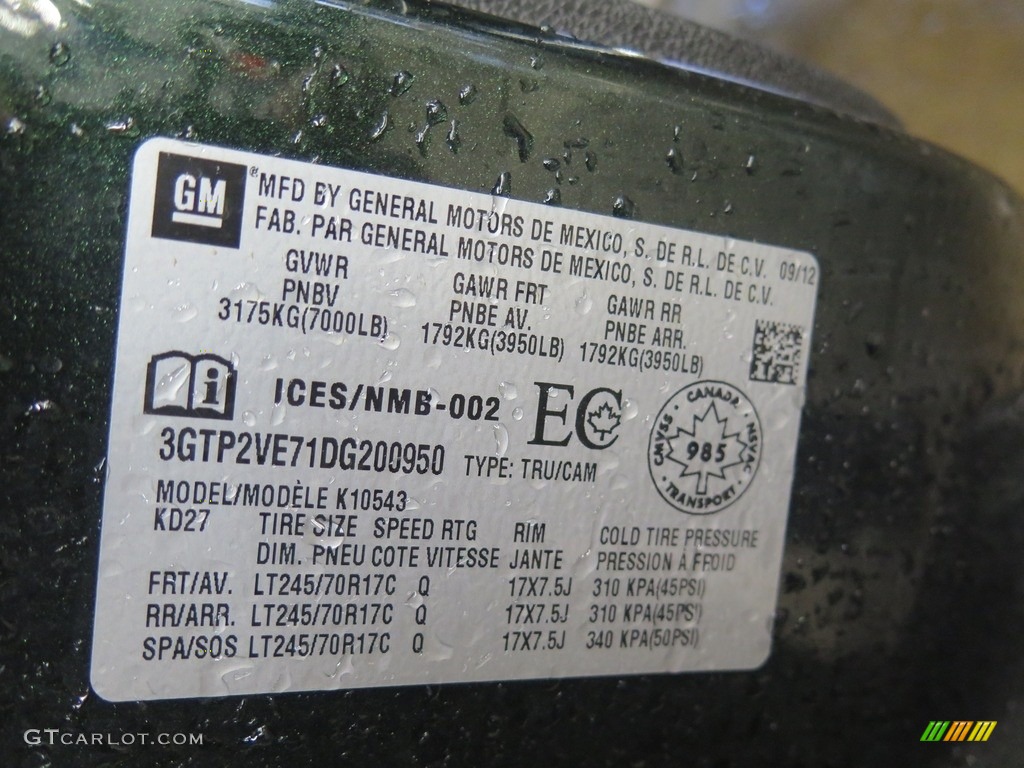 GM ®MFD BY GENERAL MOTORS DE MEXICO, S. DE R.L. DE C.V. 09/12
FAB. PAR GENERAL MOTORS DE MEXICO, S. DE R.L. DE C.V.
GVWR GAWR FRT GAWR RR
PNBV PNBE AV. PNBE ARR.
3175KG(7000LB) 1792KG(3950LB) 1792KG(3950LB)
i ICES/NMB-002 EC
CANADA
CMVSS 985 NSVAC
TRANSPORT
3GTP2VE71DG200950 TYPE: TRU/CAM
MODEL/MODÈLE K10543
KD27 TIRE SIZE SPEED RTG RIM COLD TIRE PRESSURE
DIM. PNEU COTE VITESSE JANTE PRESSION À FROID
FRT/AV. LT245/70R17C Q 17X7.5J 310 KPA(45PSI)
RR/ARR. LT245/70R17C Q 17X7.5J 310 KPA(45PSI)
SPA/SOS LT245/70R17C Q 17X7.5J 340 KPA(50PSI)
GTCARLOT.COM